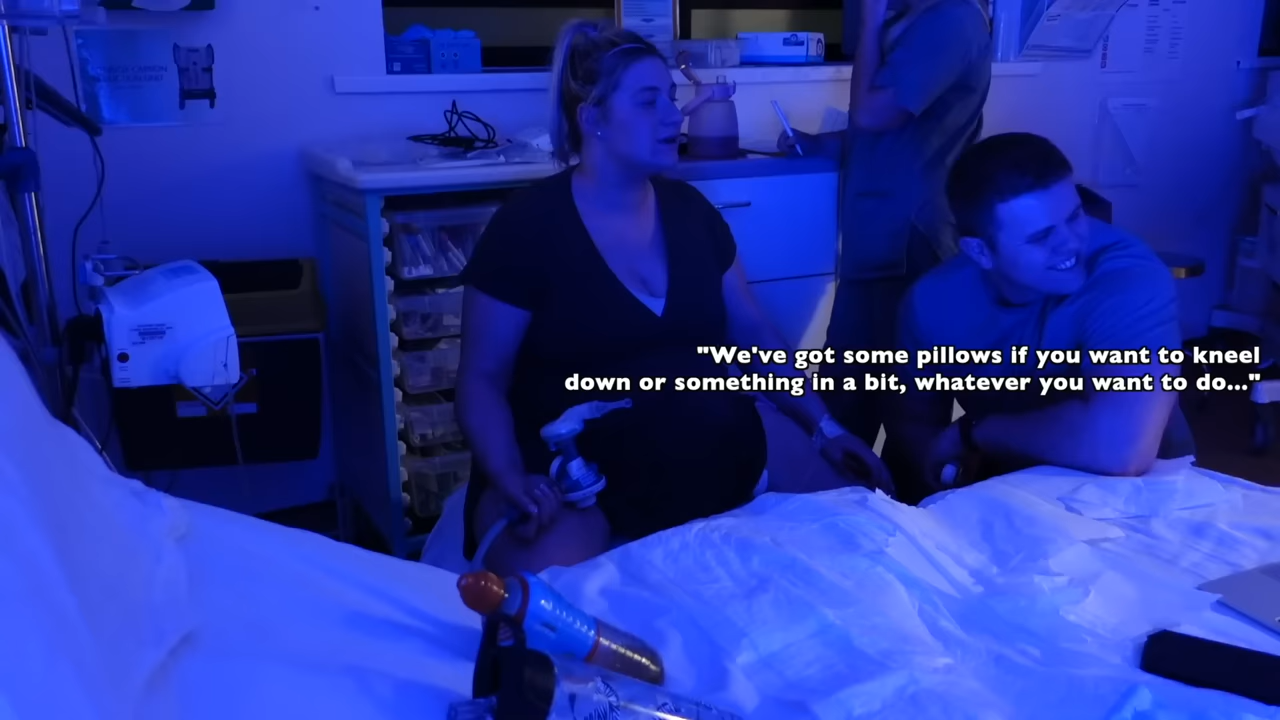 "We've got some pillows if you want to kneel
down or something in a bit, whatever you want to do..."